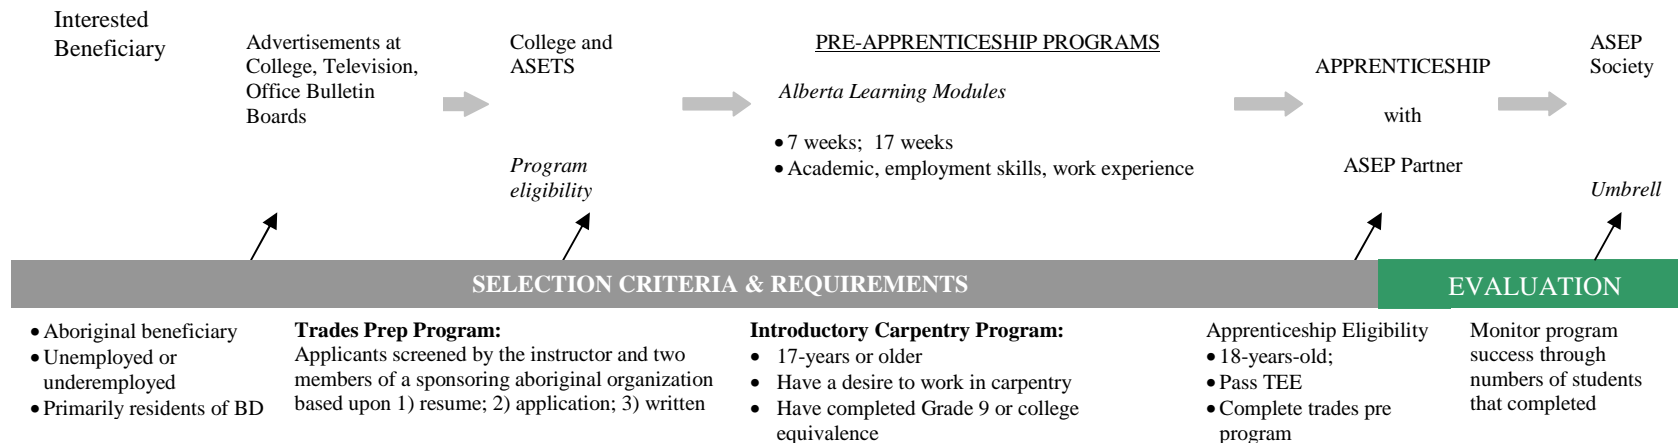 Interested
Beneficiary
Advertisements at
College, Television,
Office Bulletin
Boards
College and
ASETS
Program
eligibility
PRE-APPRENTICESHIP PROGRAMS
Alberta Learning Modules
• 7 weeks; 17 weeks
• Academic, employment skills, work experience
APPRENTICESHIP
with
ASEP Partner
ASEP
Society
Umbrell
SELECTION CRITERIA & REQUIREMENTS
EVALUATION
• Aboriginal beneficiary
• Unemployed or
underemployed
• Primarily residents of BD
Trades Prep Program:
Applicants screened by the instructor and two
members of a sponsoring aboriginal organization
based upon 1) resume; 2) application; 3) written
Introductory Carpentry Program:
• 17-years or older
• Have a desire to work in carpentry
• Have completed Grade 9 or college
equivalence
Apprenticeship Eligibility
• 18-years-old;
• Pass TEE
• Complete trades pre
program
Monitor program
success through
numbers of students
that completed